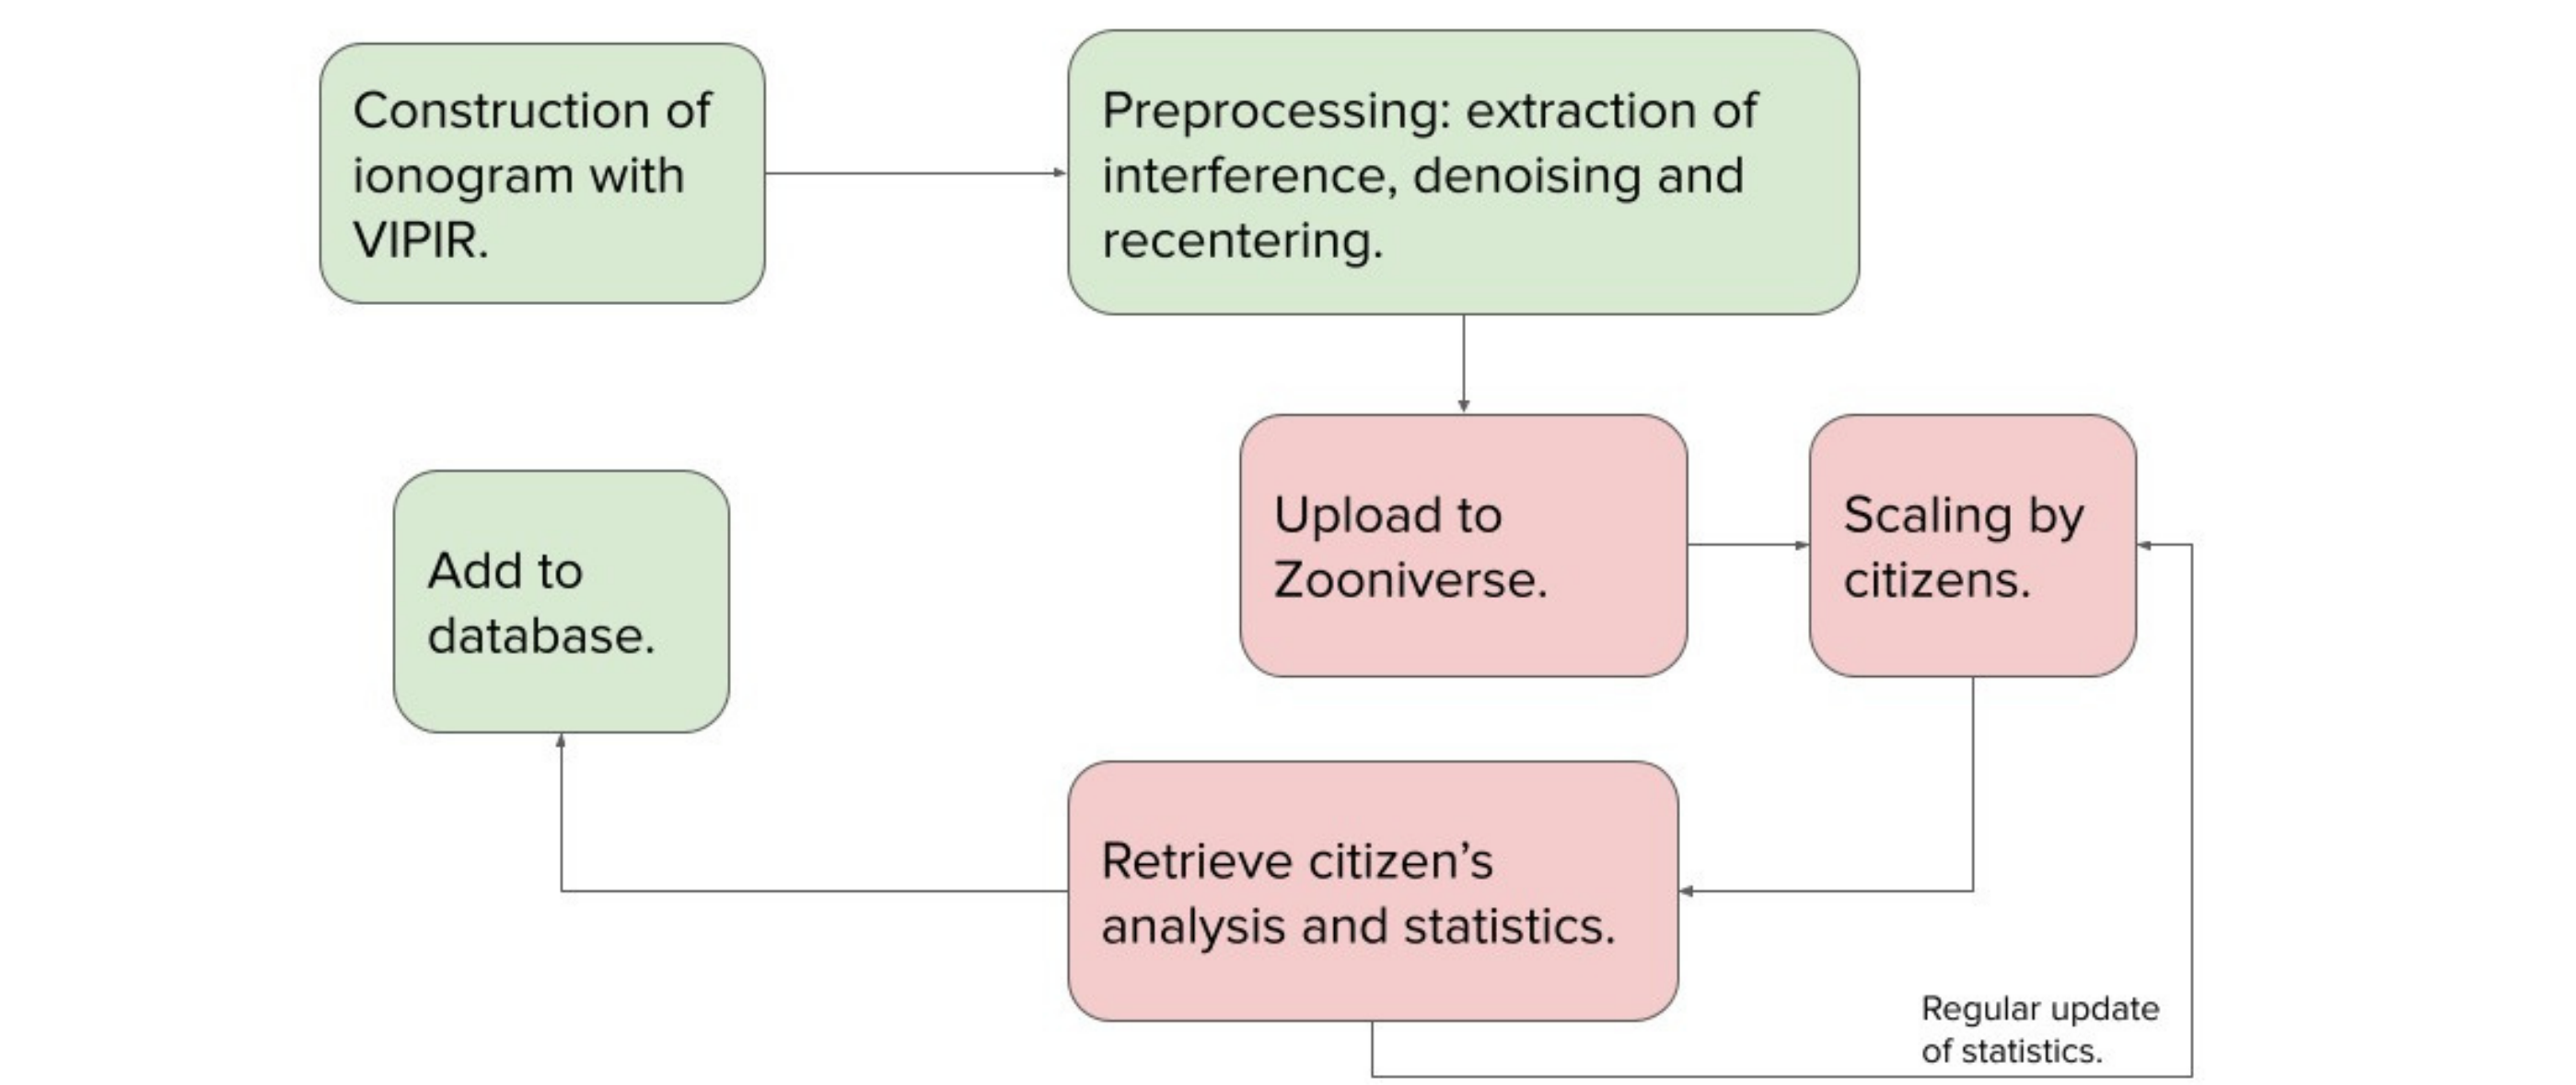 Construction of
ionogram with
VIPIR.
Preprocessing: extraction of
interference, denoising and
recentering.
Upload to
Zooniverse.
Scaling by
citizens.
Add to
database.
Retrieve citizen’s
analysis and statistics.
Regular update
of statistics.